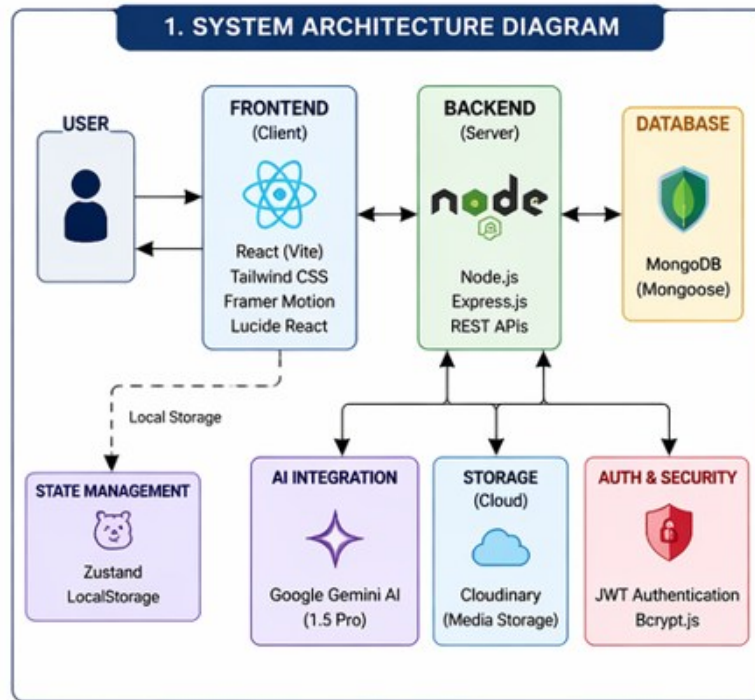 1. SYSTEM ARCHITECTURE DIAGRAM
USER
FRONTEND
(Client)
React (Vite)
Tailwind CSS
Framer Motion
Lucide React
BACKEND
(Server)
node
Node.js
Express.js
REST APIs
DATABASE
MongoDB
(Mongoose)
Local Storage
STATE MANAGEMENT
Zustand
LocalStorage
AI INTEGRATION
Google Gemini AI
(1.5 Pro)
STORAGE
(Cloud)
Cloudinary
(Media Storage)
AUTH & SECURITY
JWT Authentication
Bcrypt.js